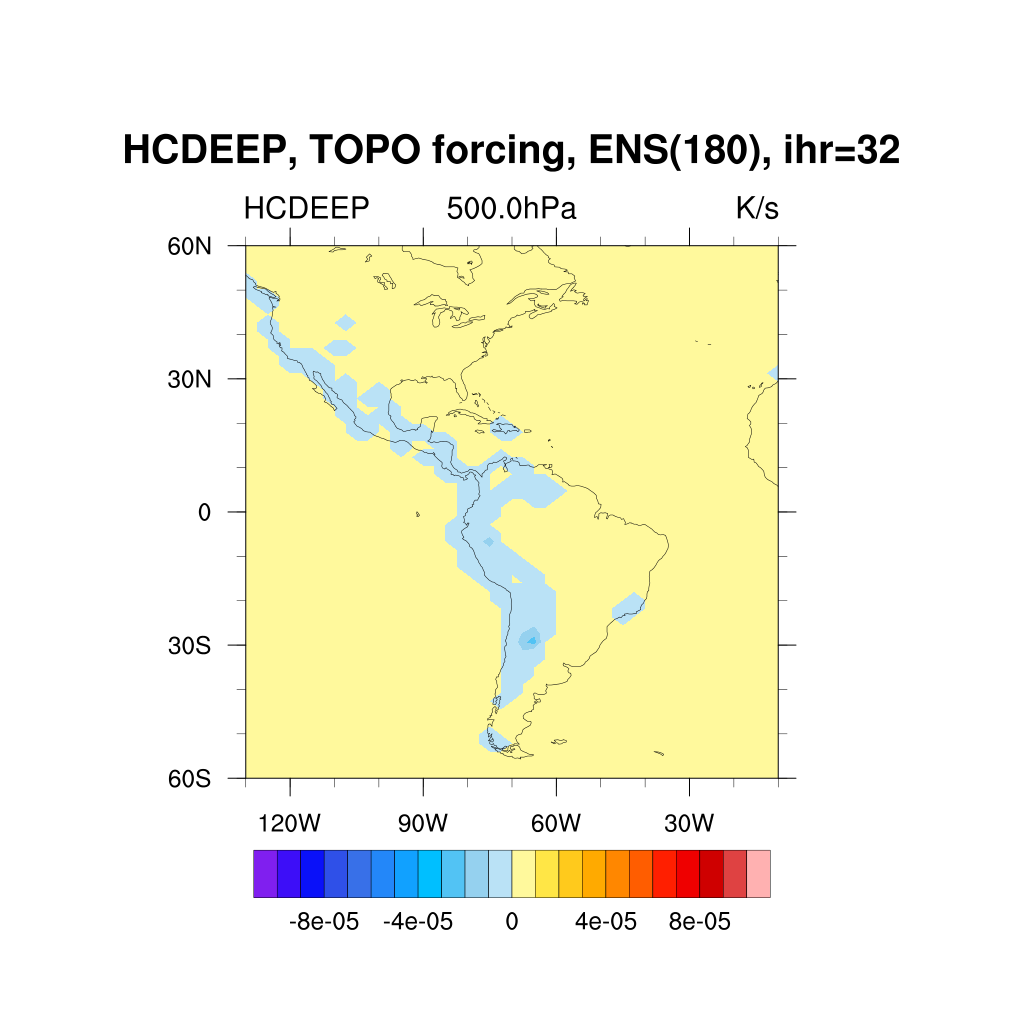 HCDEEP, TOPO forcing, ENS(180), ihr=32
HCDEEP 500.0hPa K/s
60N
30N
0
30S
60S
120W 90W 60W 30W
-8e-05 -4e-05 0 4e-05 8e-05